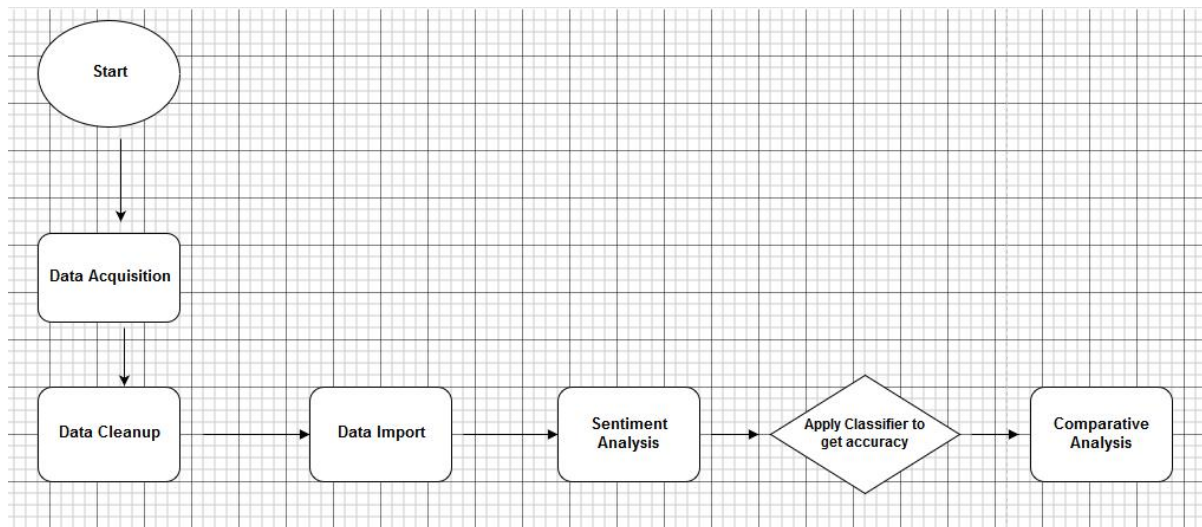 Start
Data Acquisition
Data Cleanup
Data Import
Sentiment
Analysis
Apply Classifier to
get accuracy
Comparative
Analysis